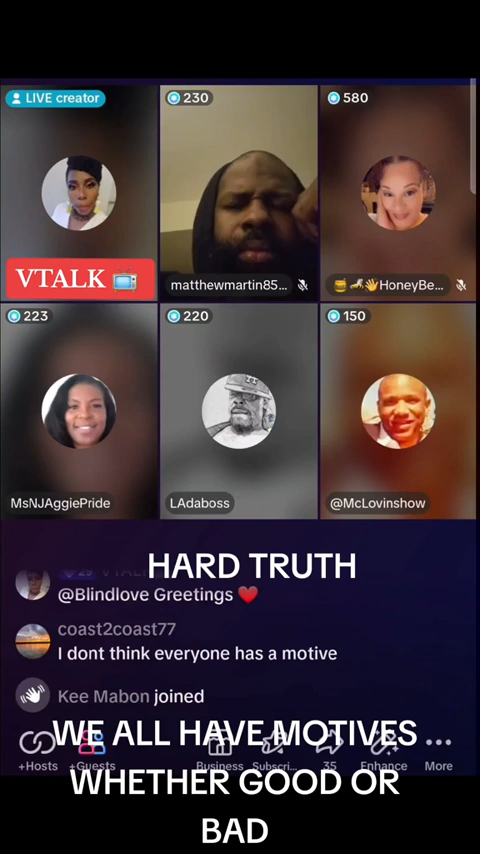 LIVE creator
230
580
VTALK 📺
matthewmartin85...
🍯🐝👋HoneyBe...
223
220
150
MsNJAggiePride
LAdaboss
@McLovinshow
HARD TRUTH
@Blindlove Greetings ❤️
coast2coast77
I dont think everyone has a motive
Kee Mabon joined
WE ALL HAVE MOTIVES
WHETHER GOOD OR
BAD
+Hosts
+Guests
Business
Subscri...
35
Enhance
More